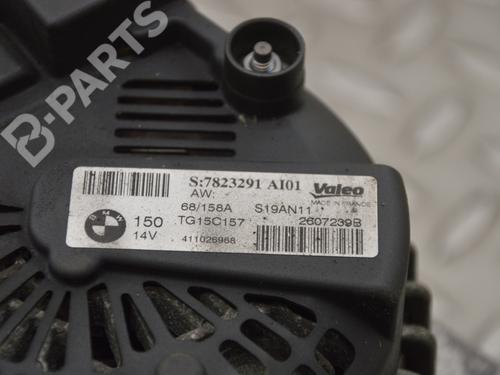 B-PARTS
S:7823291 AI01
Valeo
AW:
MADE IN FRANCE
68/158A
S19AN11
150
TG15C157
2607239B
14V
411026968